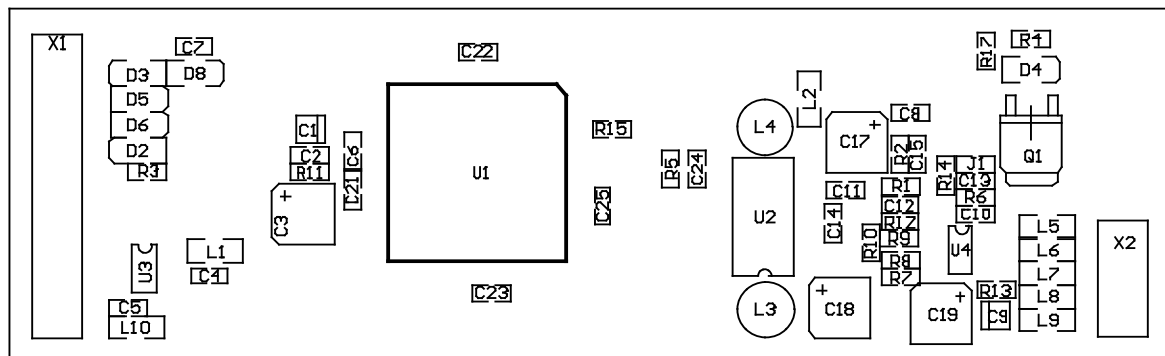 X1
C7
C22
R17
R4
D3
D8
D4
D5
L2
D6
C1
R15
L4
C17
+
C8
D2
C2
C6
R2
C15
Q1
R3
R11
U1
R5
C24
R14
J1
C21
R1
C13
+
C11
R6
C3
C25
U2
C12
C10
C14
R12
L5
U3
L1
R10
R9
U4
L6
X2
C4
R8
L7
R7
C23
+
+
R13
L8
C5
L3
C18
C19
C9
L9
L10